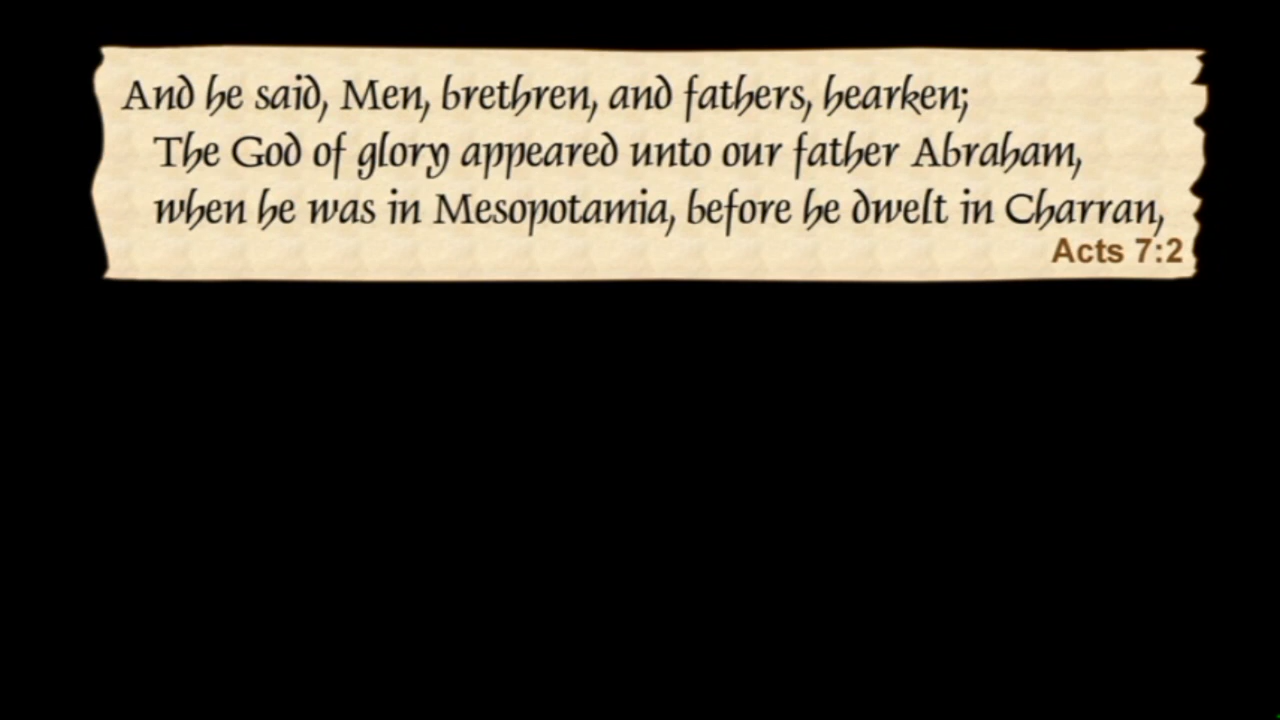 And he said, Men, brethren, and fathers, hearken;
The God of glory appeared unto our father Abraham,
when he was in Mesopotamia, before he dwelt in Charran,
Acts 7:2